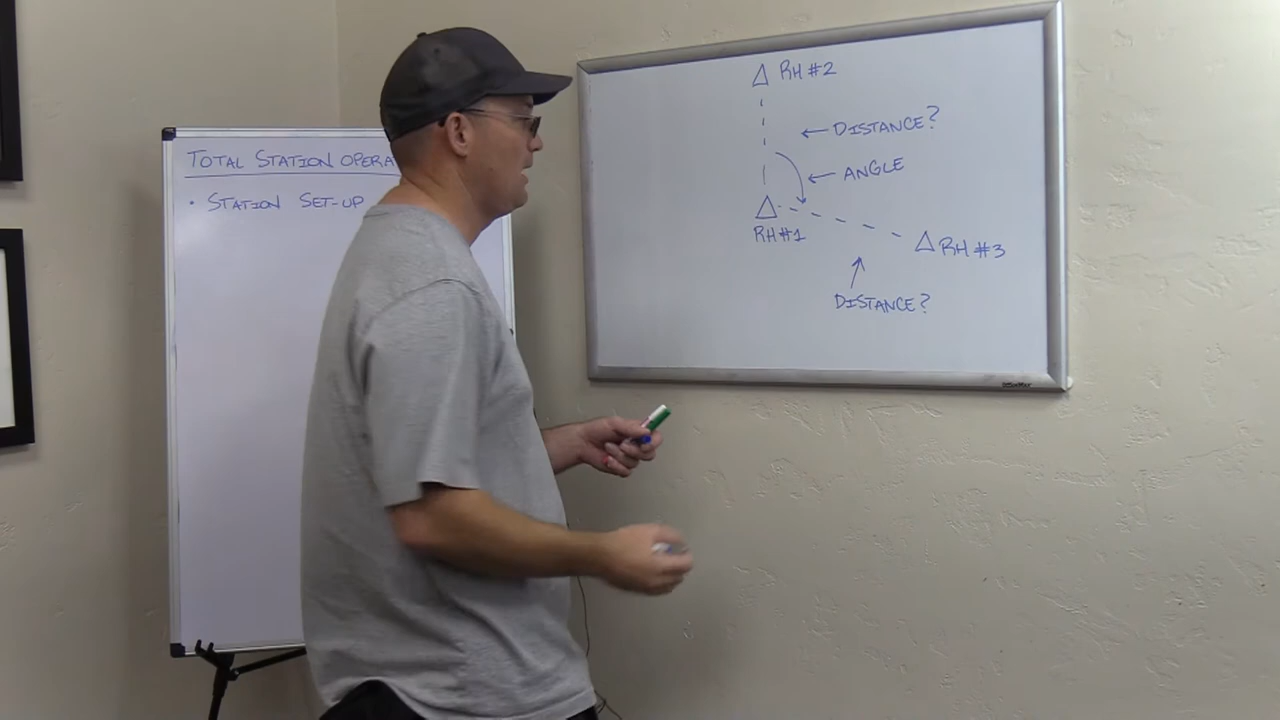 TOTAL STATION OPERA
• STATION SET-UP
△ RH #2
← DISTANCE?
← ANGLE
△
RH #1
△ RH #3
DISTANCE?